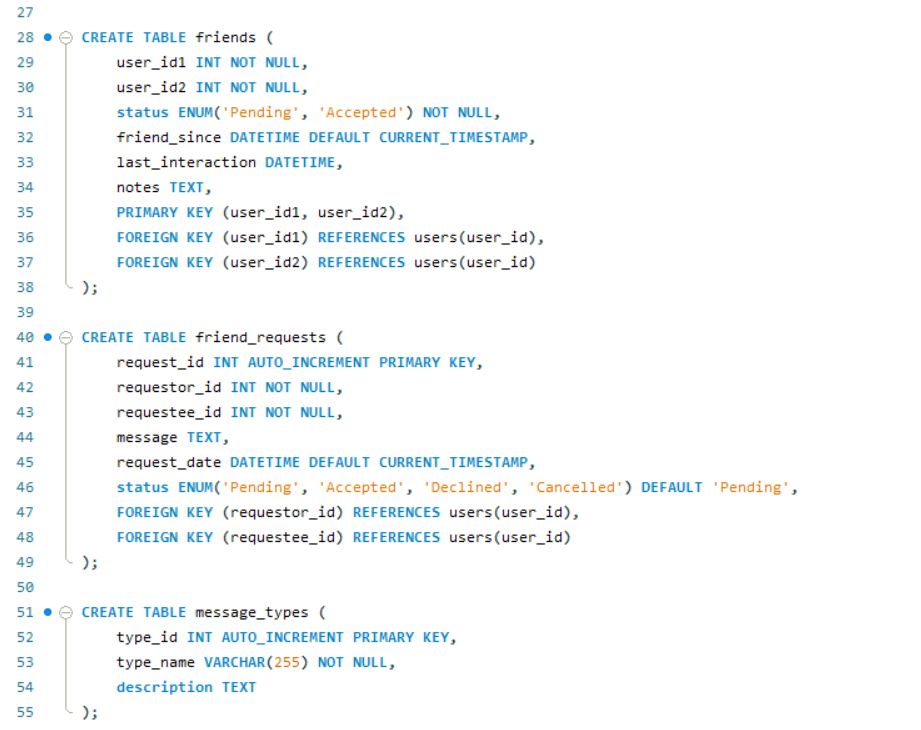 27
28 CREATE TABLE friends (
29 user_id1 INT NOT NULL,
30 user_id2 INT NOT NULL,
31 status ENUM('Pending', 'Accepted') NOT NULL,
32 friend_since DATETIME DEFAULT CURRENT_TIMESTAMP,
33 last_interaction DATETIME,
34 notes TEXT,
35 PRIMARY KEY (user_id1, user_id2),
36 FOREIGN KEY (user_id1) REFERENCES users(user_id),
37 FOREIGN KEY (user_id2) REFERENCES users(user_id)
38 );
39
40 CREATE TABLE friend_requests (
41 request_id INT AUTO_INCREMENT PRIMARY KEY,
42 requestor_id INT NOT NULL,
43 requestee_id INT NOT NULL,
44 message TEXT,
45 request_date DATETIME DEFAULT CURRENT_TIMESTAMP,
46 status ENUM('Pending', 'Accepted', 'Declined', 'Cancelled') DEFAULT 'Pending',
47 FOREIGN KEY (requestor_id) REFERENCES users(user_id),
48 FOREIGN KEY (requestee_id) REFERENCES users(user_id)
49 );
50
51 CREATE TABLE message_types (
52 type_id INT AUTO_INCREMENT PRIMARY KEY,
53 type_name VARCHAR(255) NOT NULL,
54 description TEXT
55 );